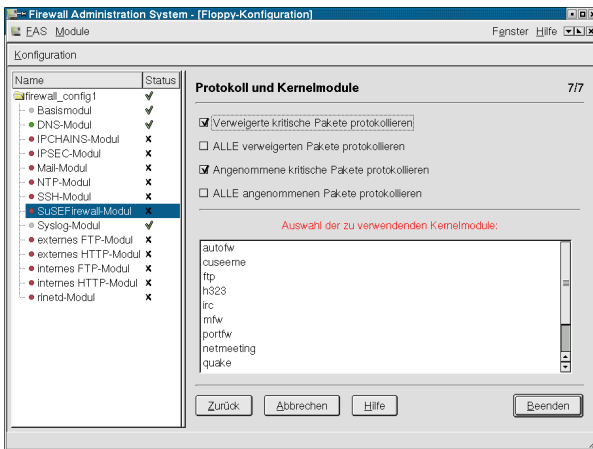 Firewall Administration System - [Floppy-Konfiguration]
FAS Module Fenster Hilfe
Konfiguration
Name Status
firewall_config1
Basismodul
DNS-Modul
IPCHAINS-Modul
IPSEC-Modul
Mail-Modul
NTP-Modul
SSH-Modul
SuSEFirewall-Modul
Syslog-Modul
externes FTP-Modul
externes HTTP-Modul
internes FTP-Modul
internes HTTP-Modul
rinetd-Modul
Protokoll und Kernelmodule 7/7
Verweigerte kritische Pakete protokollieren
ALLE verweigerten Pakete protokollieren
Angenommene kritische Pakete protokollieren
ALLE angenommenen Pakete protokollieren
Auswahl der zu verwendenden Kernelmodule:
autofw
cuseeme
ftp
h323
irc
mfw
portfw
netmeeting
quake
Zurück Abbrechen Hilfe Beenden